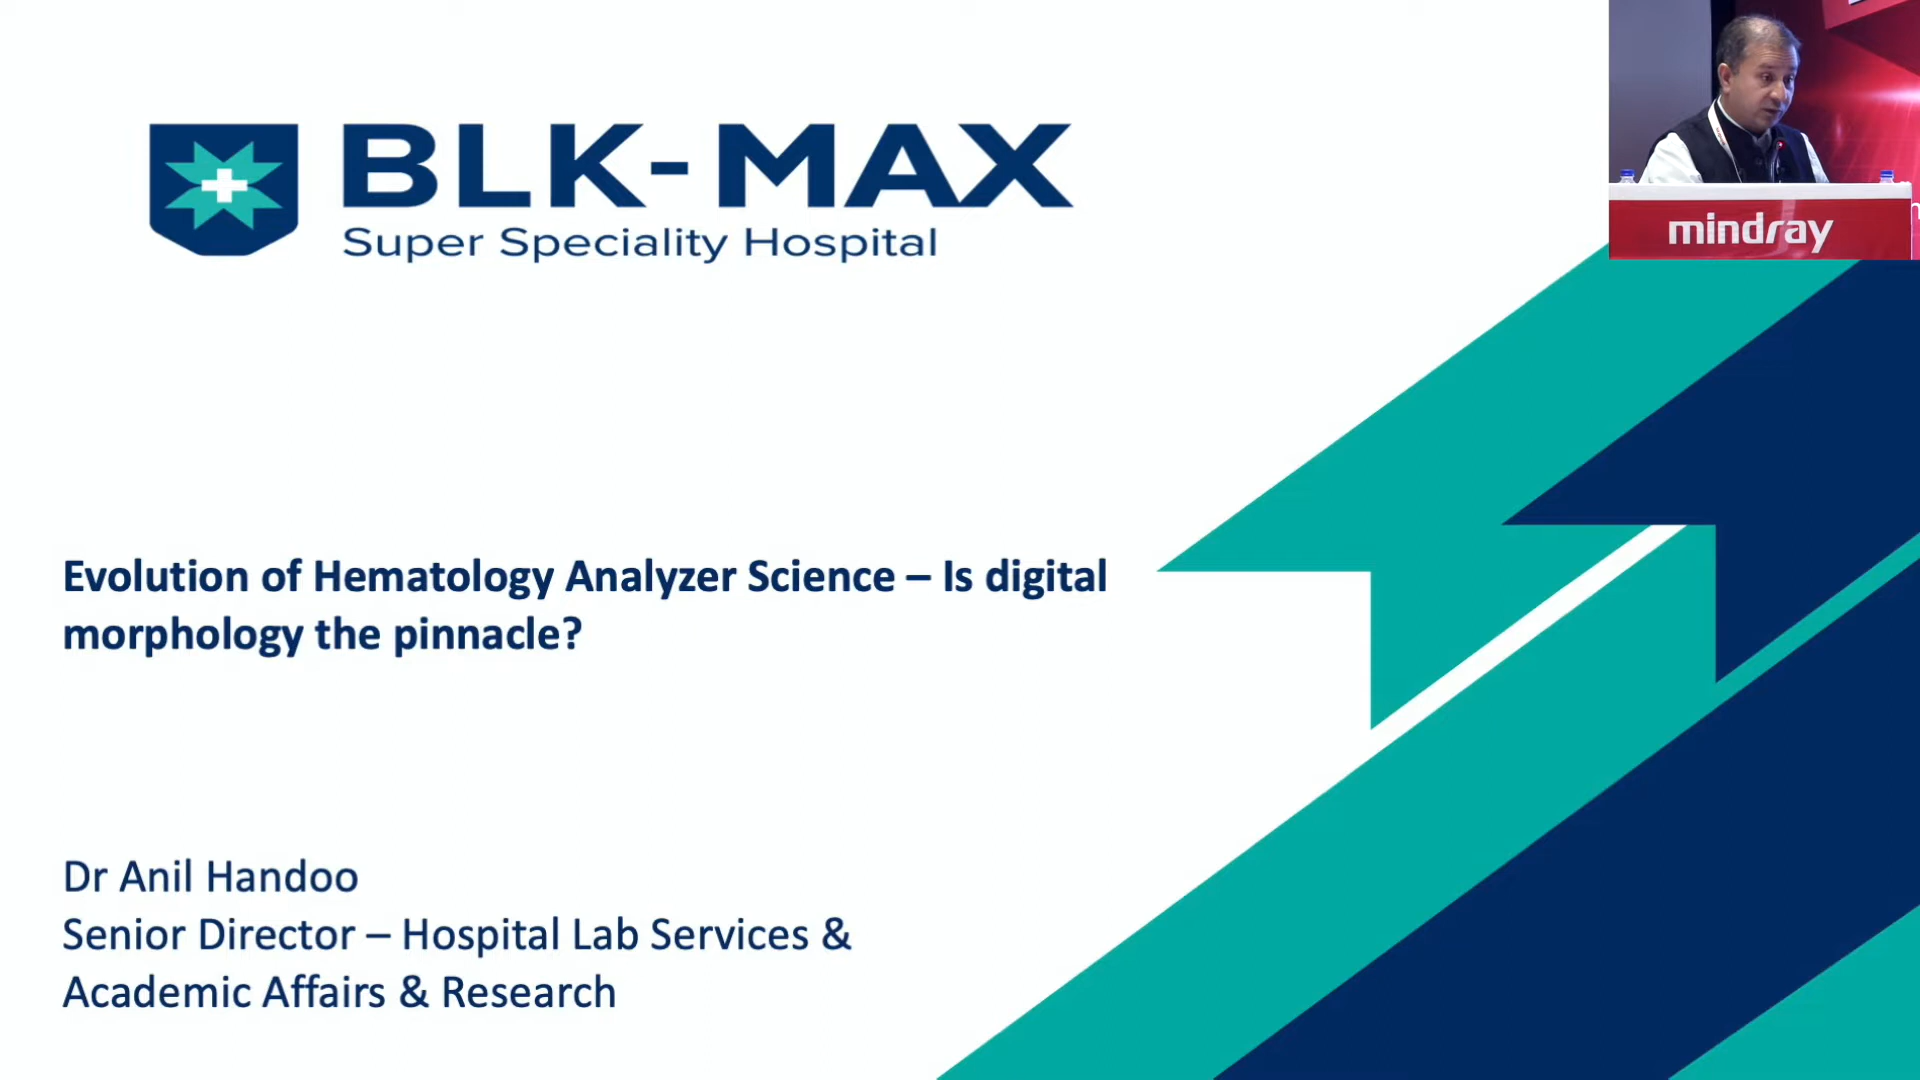 BLK-MAX
Super Speciality Hospital
mindray
Evolution of Hematology Analyzer Science – Is digital
morphology the pinnacle?
Dr Anil Handoo
Senior Director – Hospital Lab Services &
Academic Affairs & Research